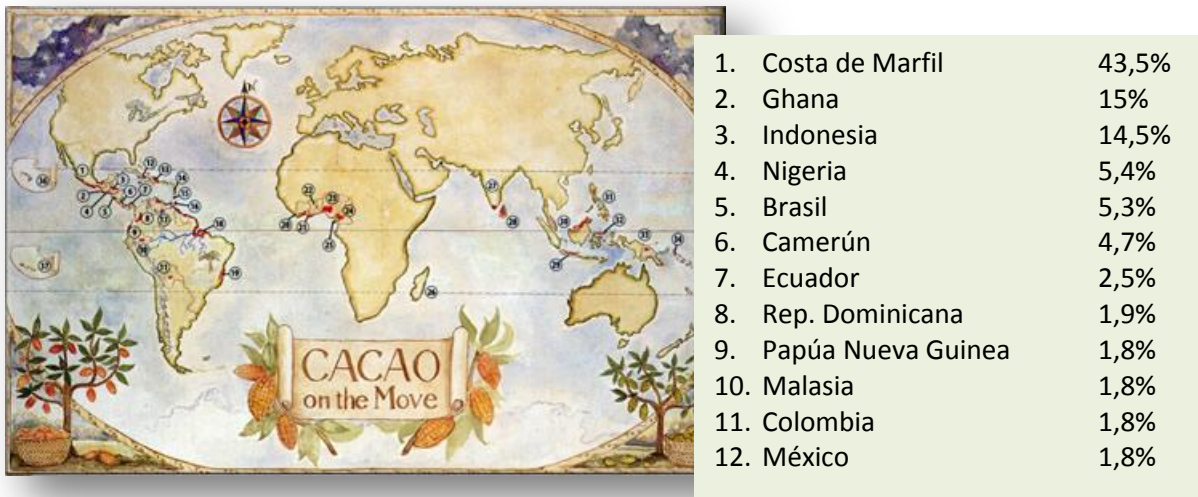 CACAO
on the Move
1. Costa de Marfil 43,5%
2. Ghana 15%
3. Indonesia 14,5%
4. Nigeria 5,4%
5. Brasil 5,3%
6. Camerún 4,7%
7. Ecuador 2,5%
8. Rep. Dominicana 1,9%
9. Papúa Nueva Guinea 1,8%
10. Malasia 1,8%
11. Colombia 1,8%
12. México 1,8%